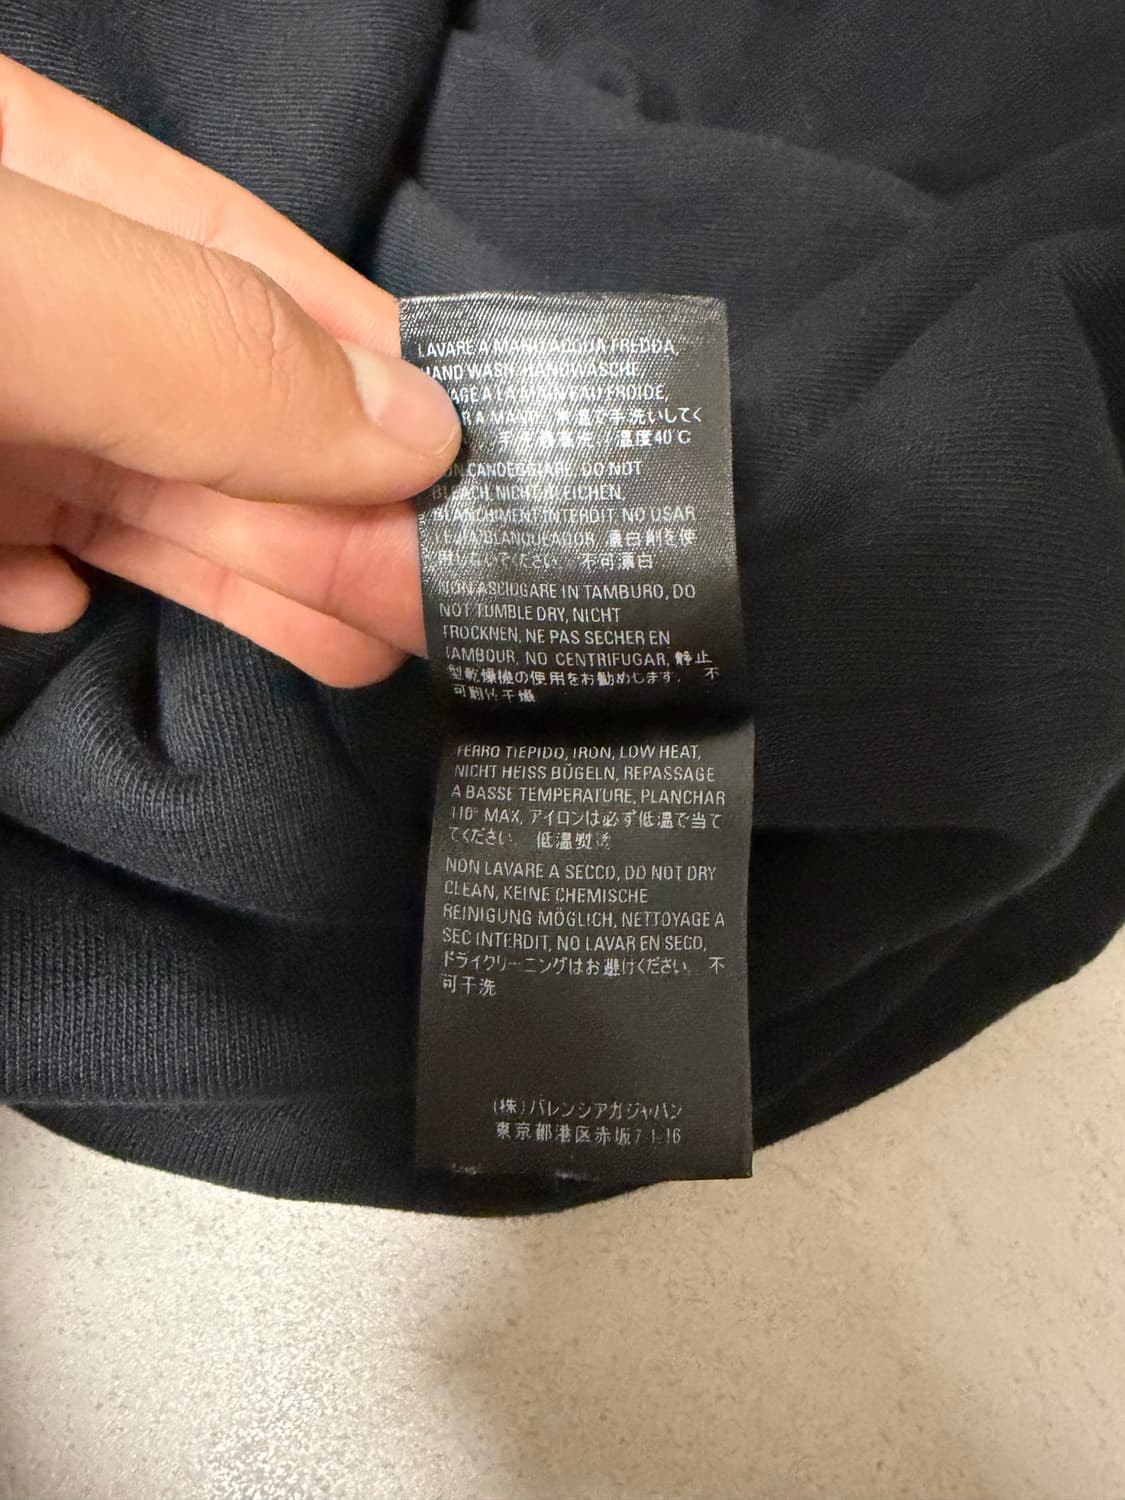 LAVARE A MANO ACQUA FREDDA,
HAND WASH, HANDWÄSCHE,
A LA MAIN EAU FROIDE,
A MANO, 常温で手洗いしてく
温度40°C
CANDEGGIARE, DO NOT
BLEACH, NICHT BLEICHEN,
BLANCHIMENT INTERDIT, NO USAR
LEJIA BLANQUEADOR, 漂白剤を使
用しないでください。 不可漂白
NON ASCIUGARE IN TAMBURO, DO
NOT TUMBLE DRY, NICHT
TROCKNEN, NE PAS SECHER EN
TAMBOUR, NO CENTRIFUGAR, 静止
型乾燥機の使用をお勧めします。 不
可 干燥
FERRO TIEPIDO, IRON, LOW HEAT,
NICHT HEISS BÜGELN, REPASSAGE
A BASSE TEMPERATURE, PLANCHAR
110° MAX, アイロンは必ず低温で当て
てください。 低温
NON LAVARE A SECCO, DO NOT DRY
CLEAN, KEINE CHEMISCHE
REINIGUNG MÖGLICH, NETTOYAGE A
SEC INTERDIT, NO LAVAR EN SECO,
ドライクリーニングはお避けください。 不
可干洗
(株)バレンシアガジャパン
東京都港区赤坂7-1-16